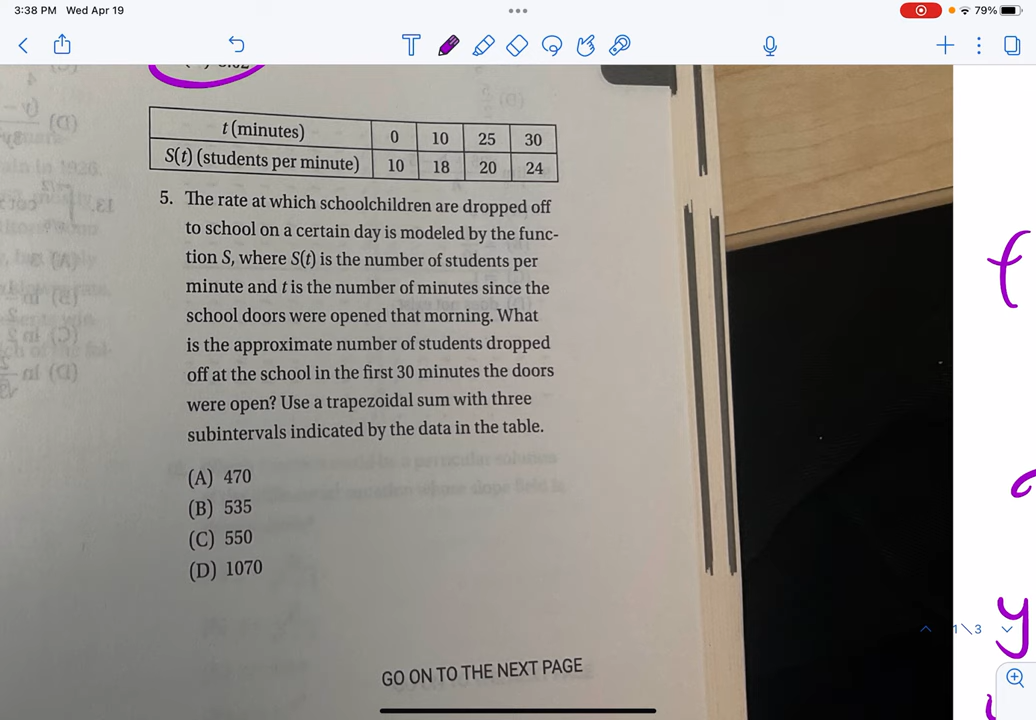 3:38 PM Wed Apr 19
79%
t (minutes) 0 10 25 30
S(t) (students per minute) 10 18 20 24
5. The rate at which schoolchildren are dropped off
to school on a certain day is modeled by the func-
tion S, where S(t) is the number of students per
minute and t is the number of minutes since the
school doors were opened that morning. What
is the approximate number of students dropped
off at the school in the first 30 minutes the doors
were open? Use a trapezoidal sum with three
subintervals indicated by the data in the table.
(A) 470
(B) 535
(C) 550
(D) 1070
GO ON TO THE NEXT PAGE
1\3
y